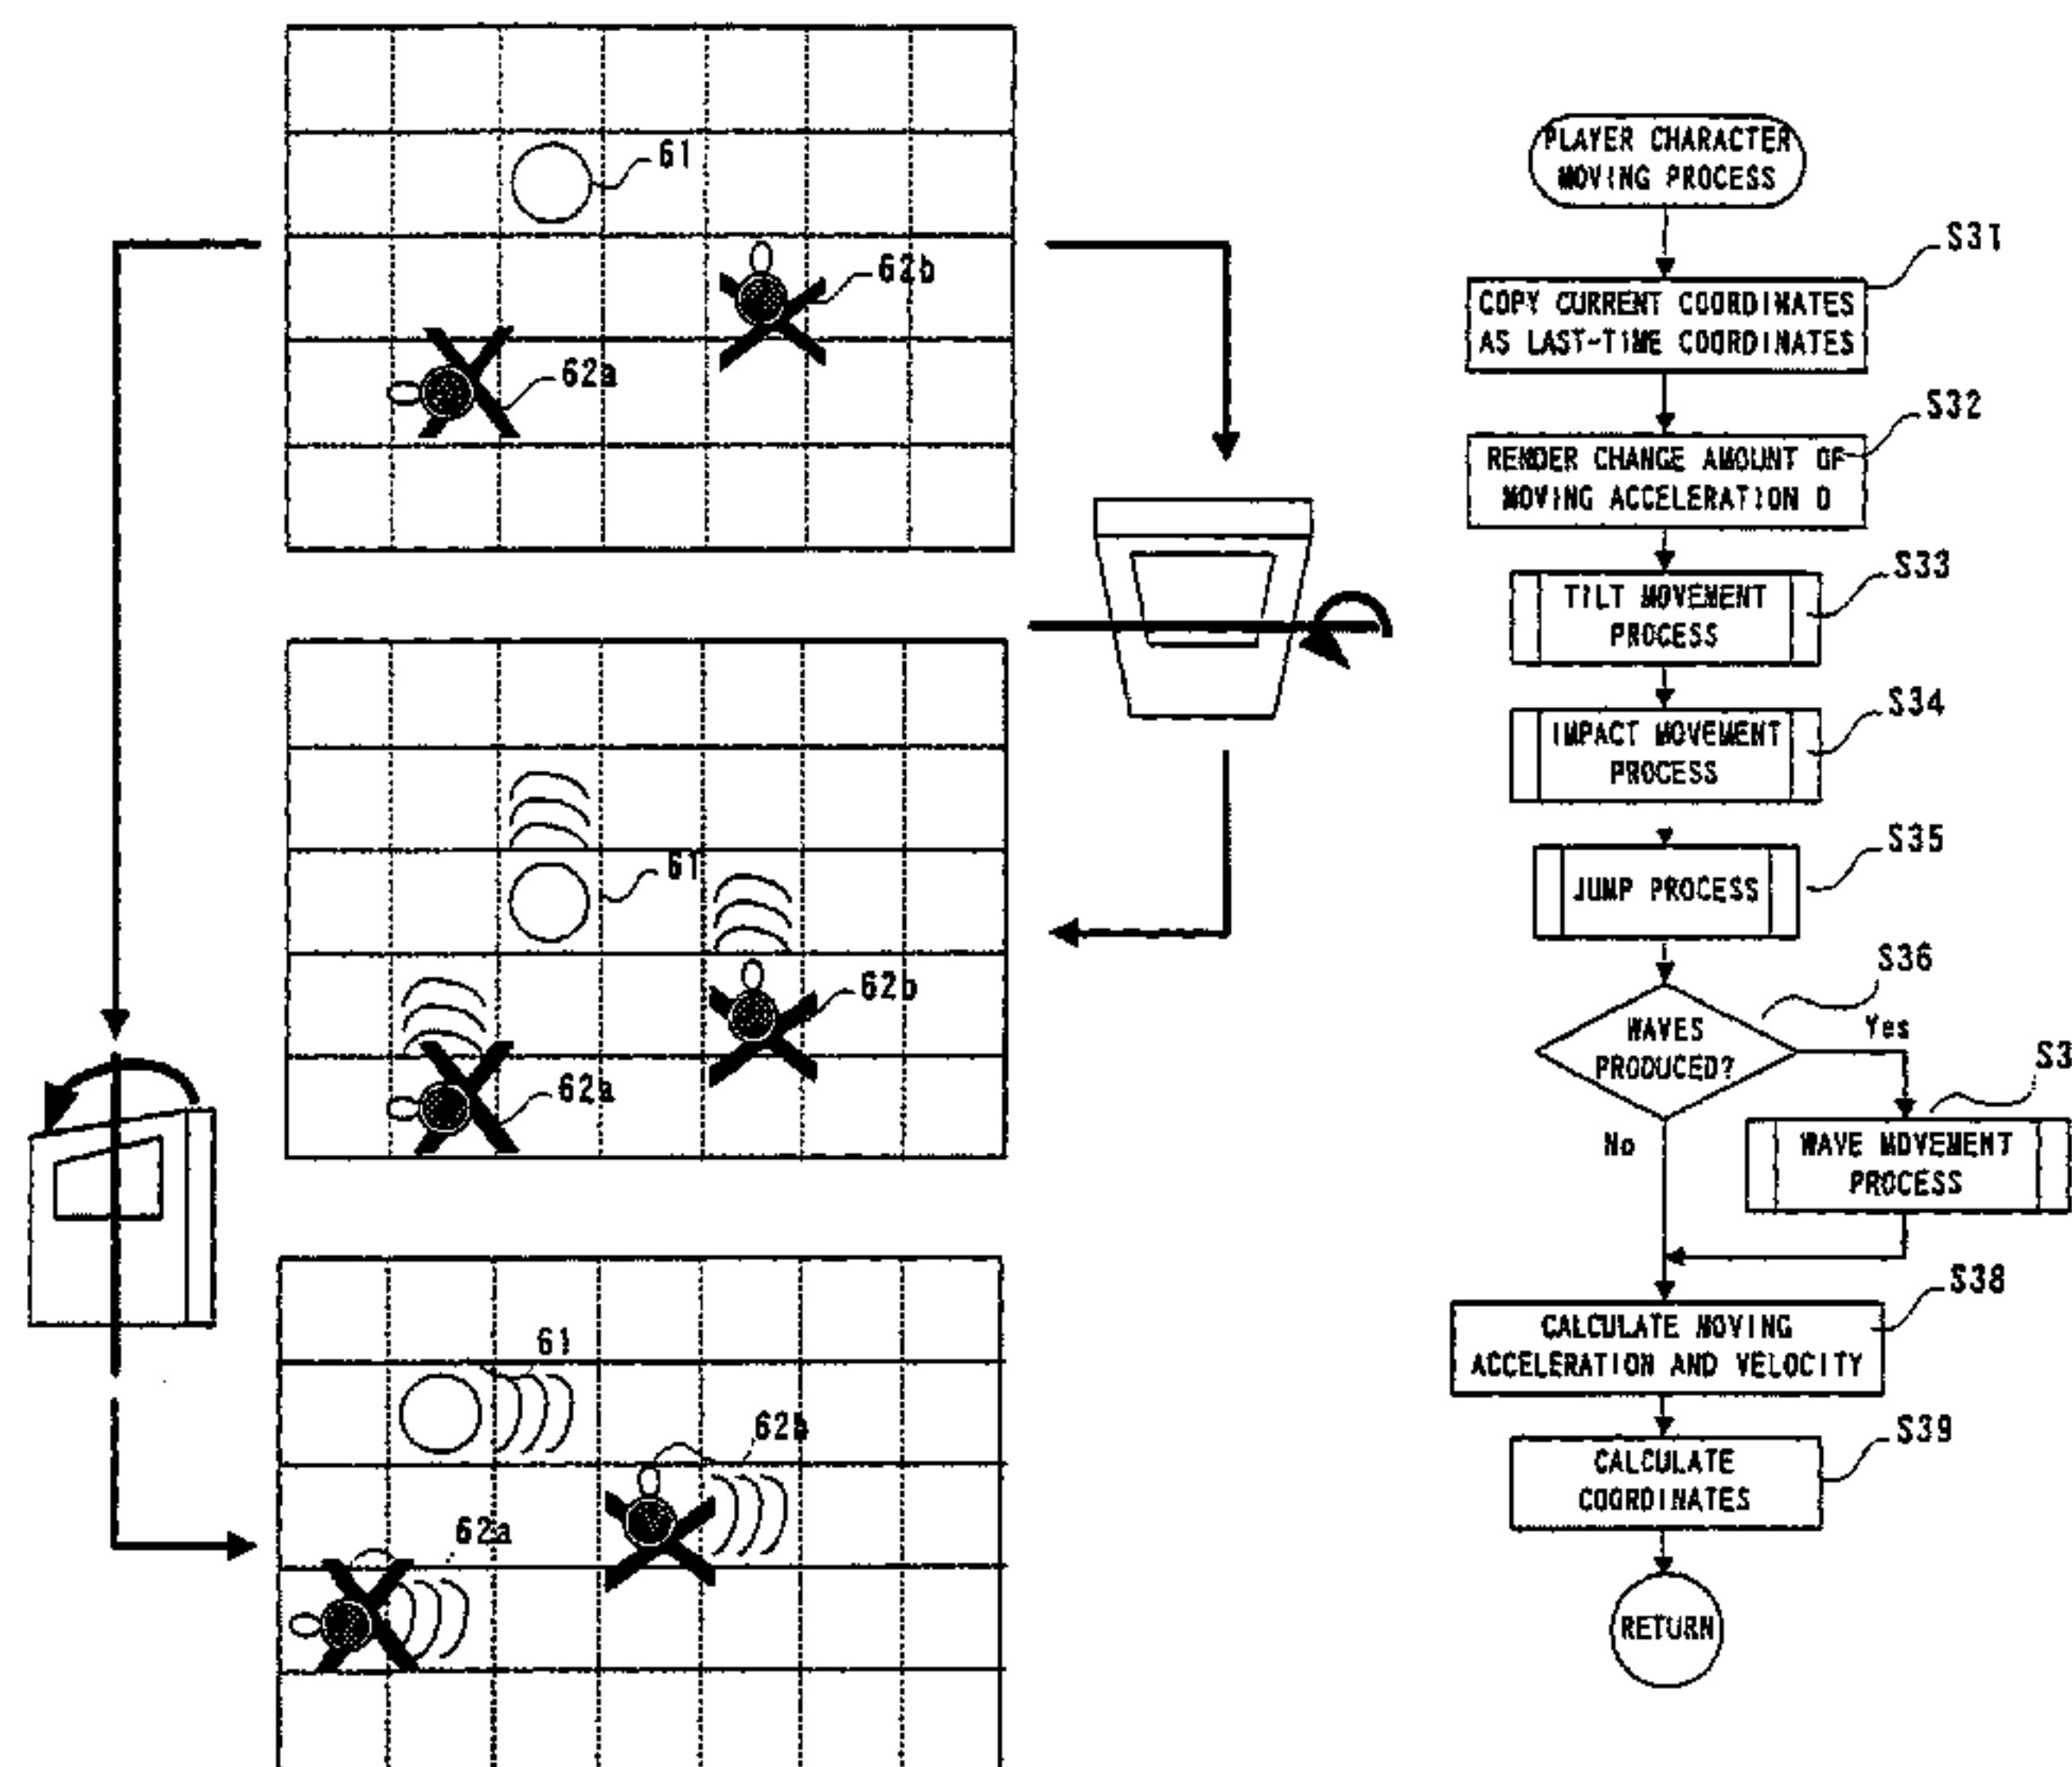 61
62b
62a
61
62b
62a
61
62b
62a
PLAYER CHARACTER
MOVING PROCESS
S31
COPY CURRENT COORDINATES
AS LAST-TIME COORDINATES
S32
RENDER CHANGE AMOUNT OF
MOVING ACCELERATION 0
S33
TILT MOVEMENT
PROCESS
S34
IMPACT MOVEMENT
PROCESS
S35
JUMP PROCESS
S36
WAVES
PRODUCED?
Yes
No
S3
WAVE MOVEMENT
PROCESS
S38
CALCULATE MOVING
ACCELERATION AND VELOCITY
S39
CALCULATE
COORDINATES
RETURN